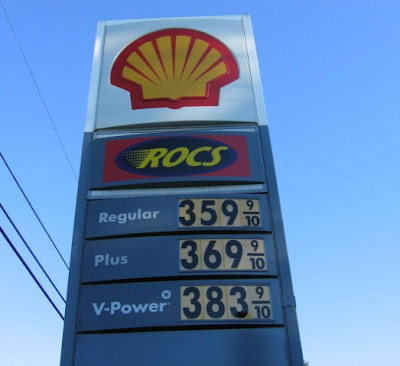 ROCS
Regular 359 9/10
Plus 369 9/10
V-Power 383 9/10